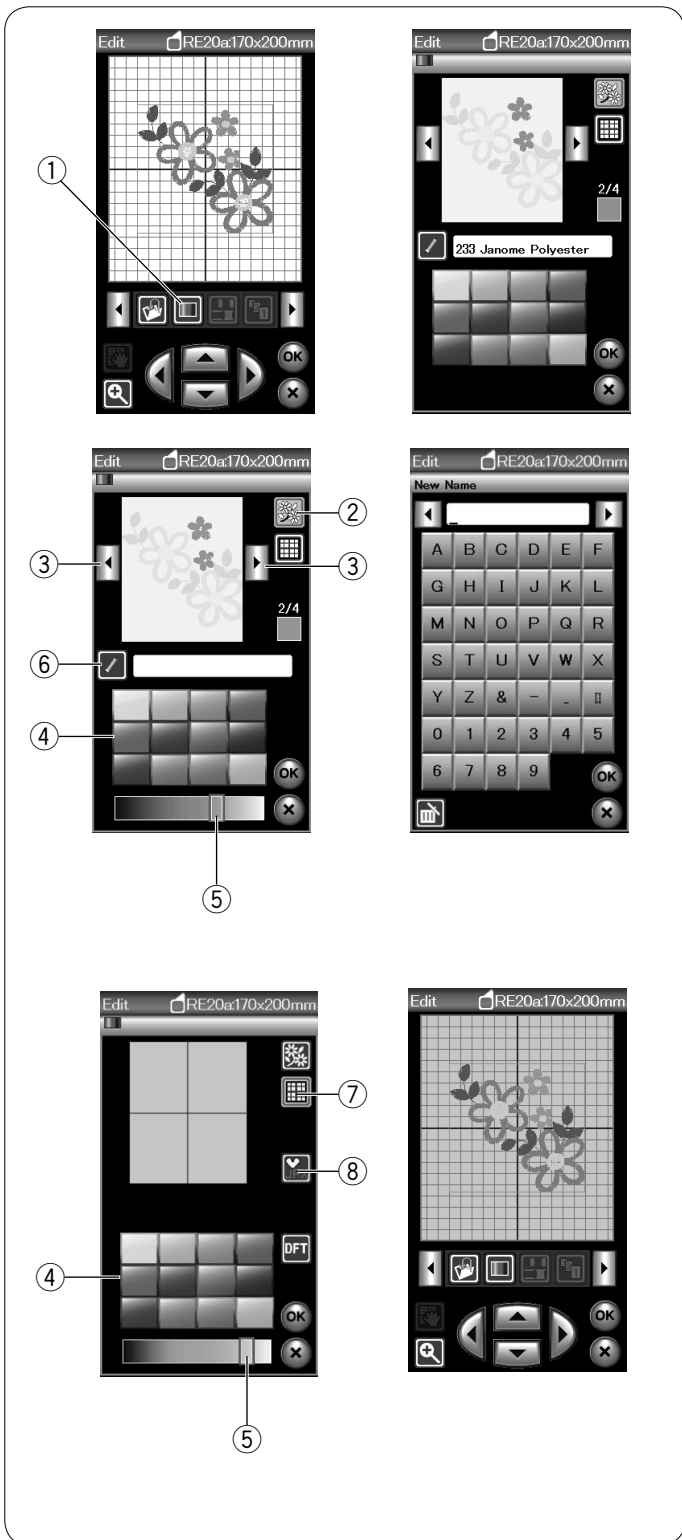 Edit RE20a:170x200mm
①
OK
Edit RE20a:170x200mm
2/4
233 Janome Polyester
OK
Edit RE20a:170x200mm
②
③
③
2/4
⑥
④
OK
⑤
Edit RE20a:170x200mm
New Name
_
A B C D E F
G H I J K L
M N O P Q R
S T U V W X
Y Z & - _ []
0 1 2 3 4 5
6 7 8 9
OK
Edit RE20a:170x200mm
⑦
⑧
④
DFT
OK
⑤
Edit RE20a:170x200mm
OK